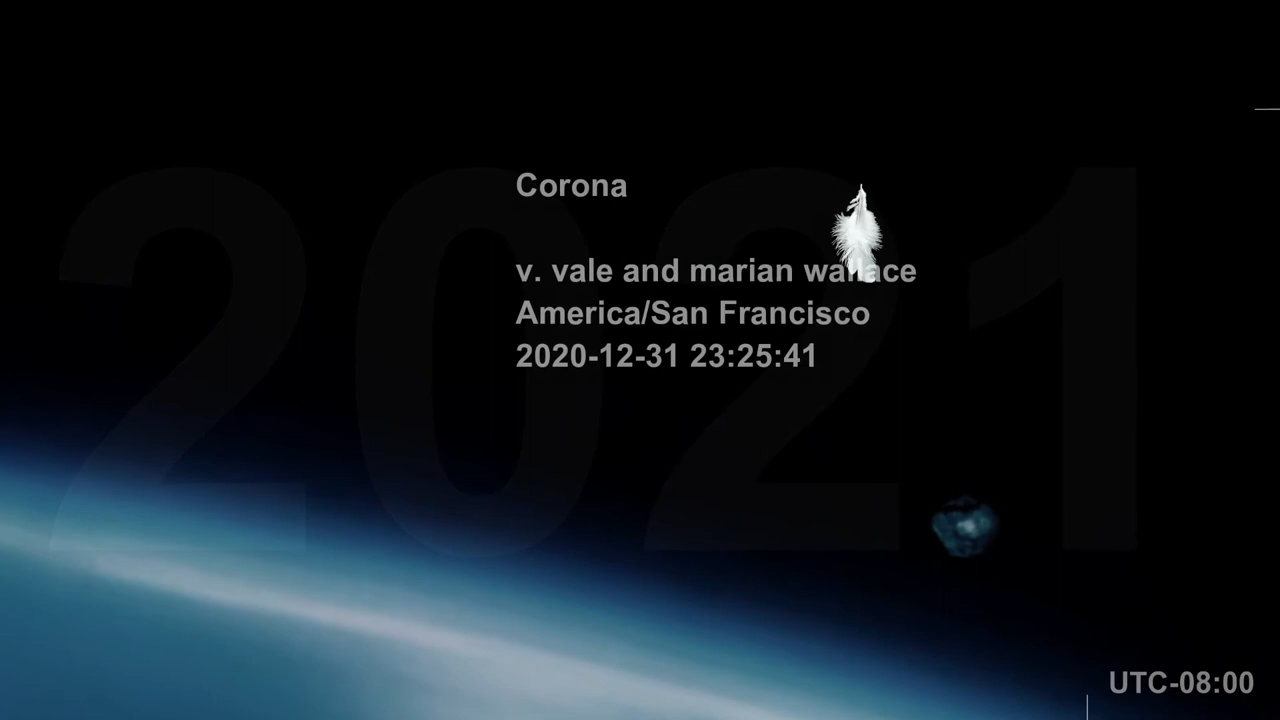 2021
Corona
v. vale and marian wallace
America/San Francisco
2020-12-31 23:25:41
UTC-08:00